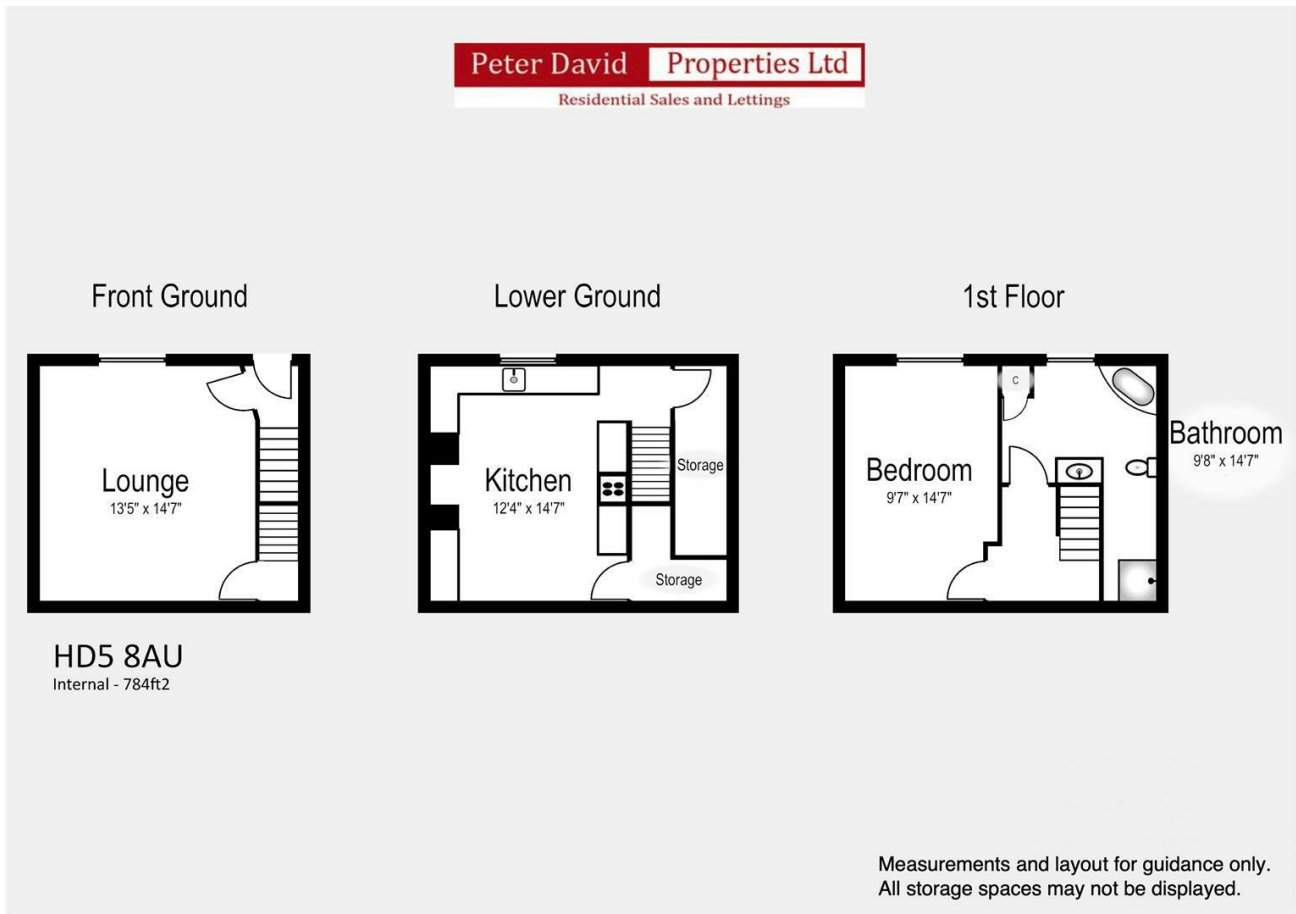 Peter David Properties Ltd
Residential Sales and Lettings
Front Ground
Lower Ground
1st Floor
Lounge
13'5" x 14'7"
Kitchen
12'4" x 14'7"
Storage
Storage
C
Bedroom
9'7" x 14'7"
Bathroom
9'8" x 14'7"
HD5 8AU
Internal - 784ft2
Measurements and layout for guidance only.
All storage spaces may not be displayed.